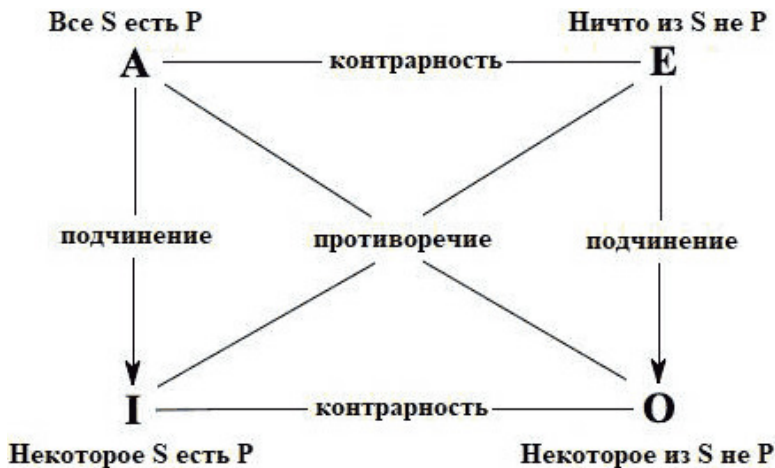 Все S есть P
Ничто из S не P
A
контрарность
E
подчинение
противоречие
подчинение
I
контрарность
O
Некоторое S есть P
Некоторое из S не P